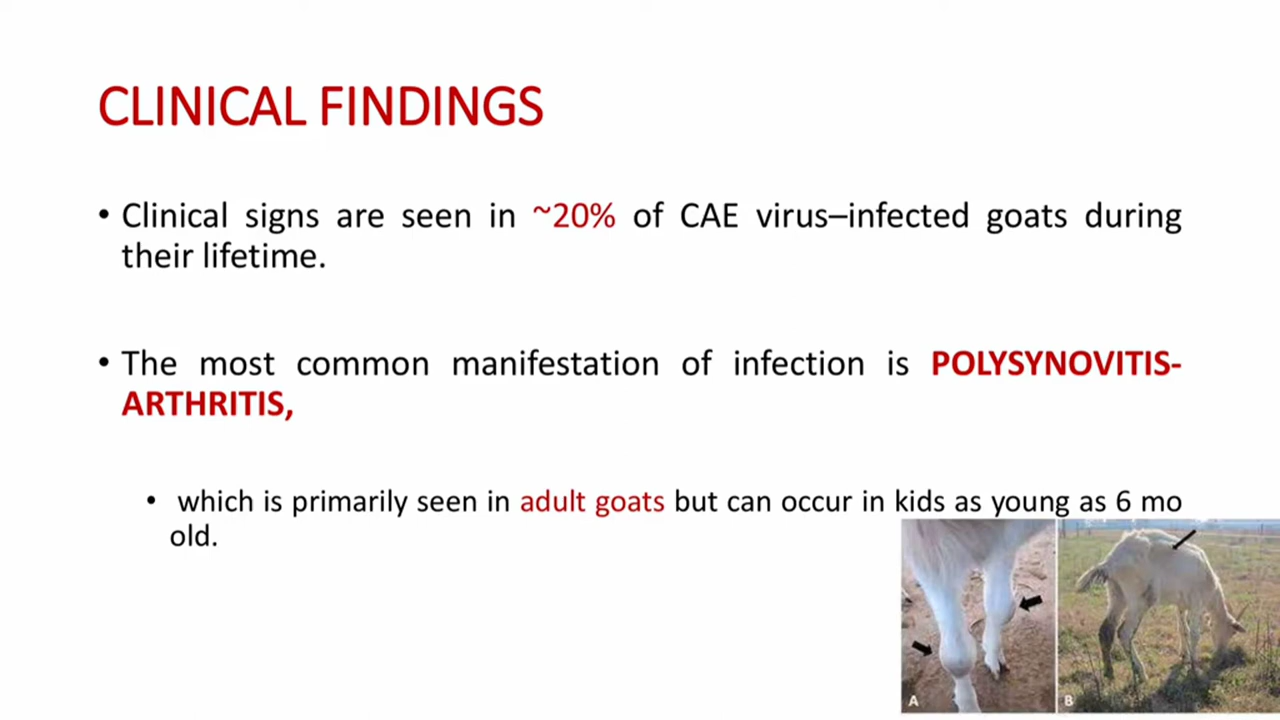 CLINICAL FINDINGS
• Clinical signs are seen in ~20% of CAE virus–infected goats during
their lifetime.
• The most common manifestation of infection is POLYSYNOVITIS-
ARTHRITIS,
• which is primarily seen in adult goats but can occur in kids as young as 6 mo
old.
A
B